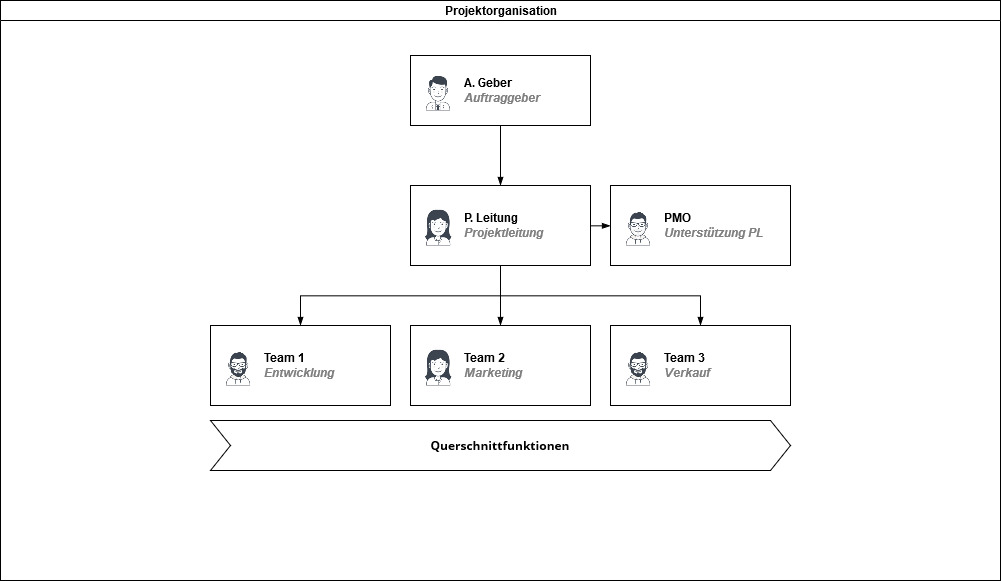 Projektorganisation
A. Geber
Auftraggeber
P. Leitung
Projektleitung
PMO
Unterstützung PL
Team 1
Entwicklung
Team 2
Marketing
Team 3
Verkauf
Querschnittfunktionen